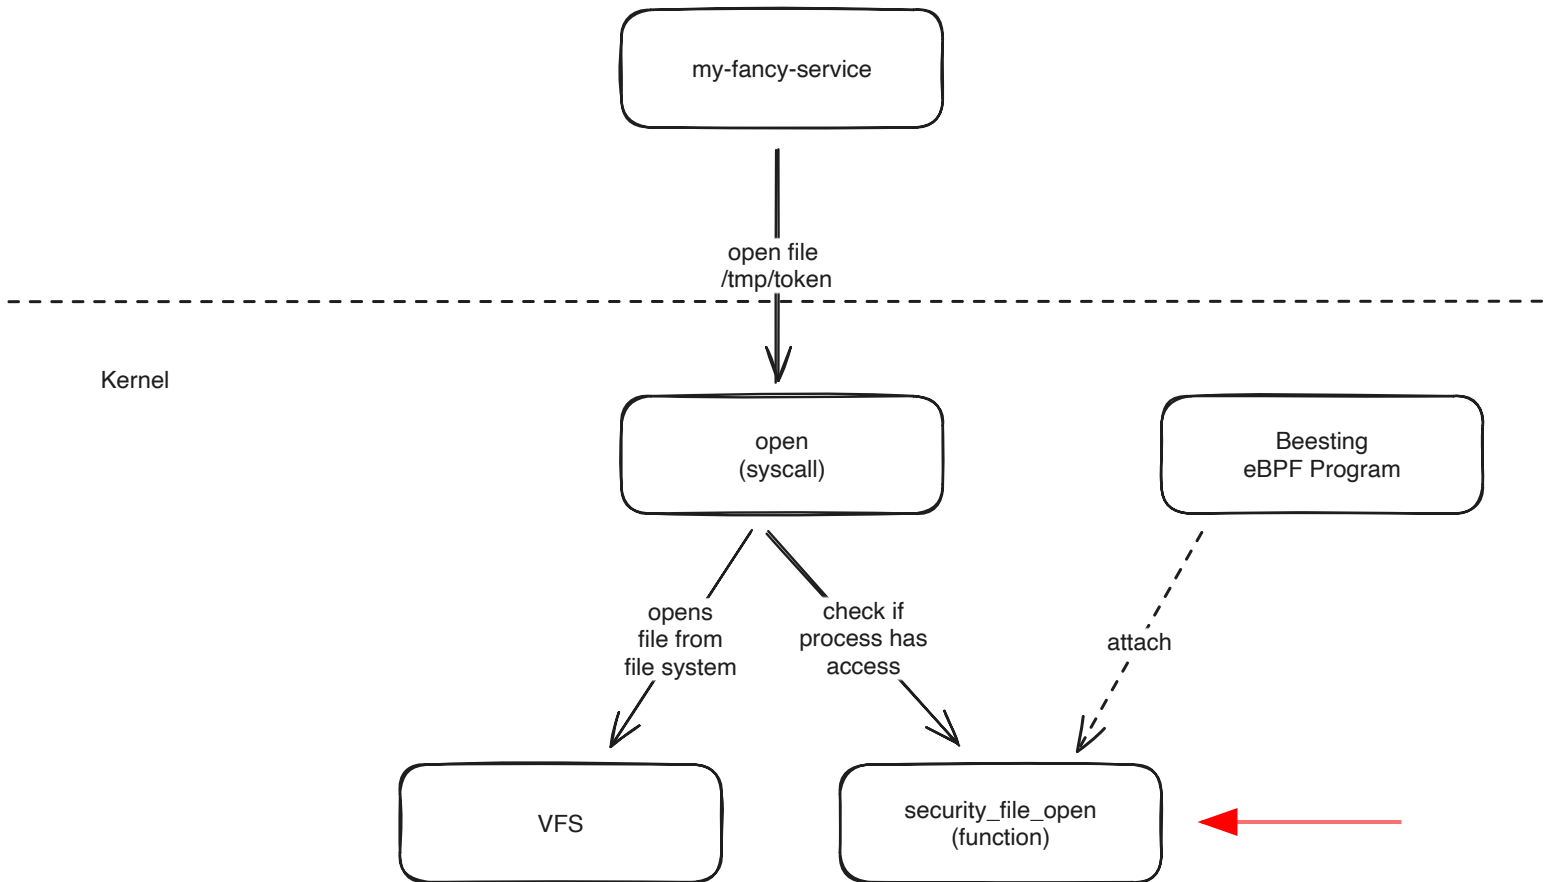 my-fancy-service
open file
/tmp/token
Kernel
open
(syscall)
Beesting
eBPF Program
opens
file from
file system
check if
process has
access
attach
VFS
security_file_open
(function)